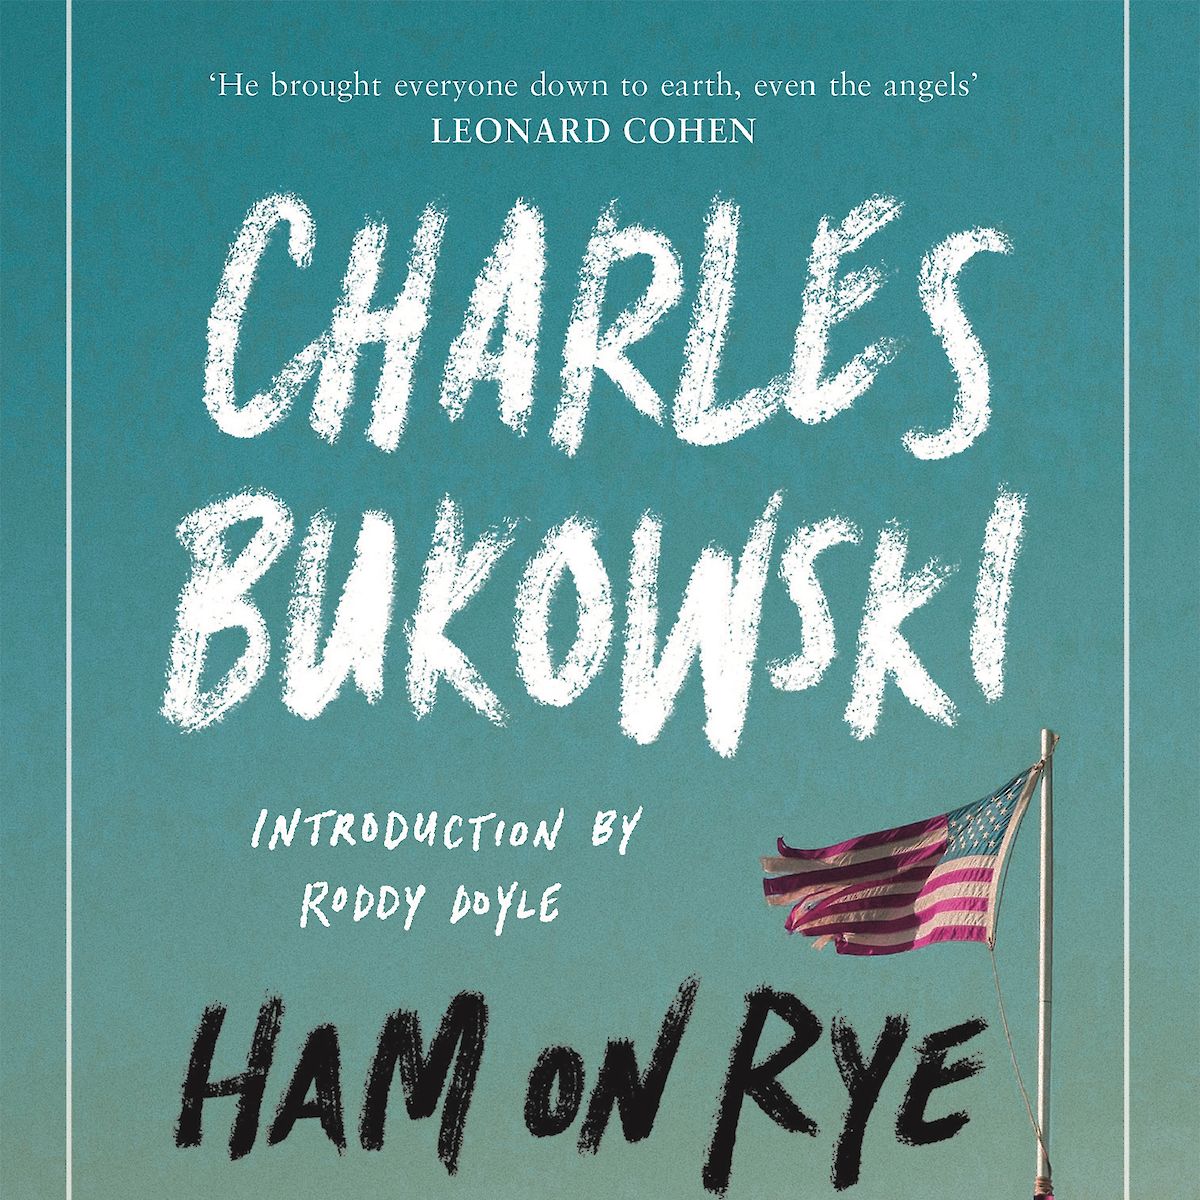 ‘He brought everyone down to earth, even the angels’
LEONARD COHEN
CHARLES
BUKOWSKI
INTRODUCTION BY
RODDY DOYLE
HAM ON RYE